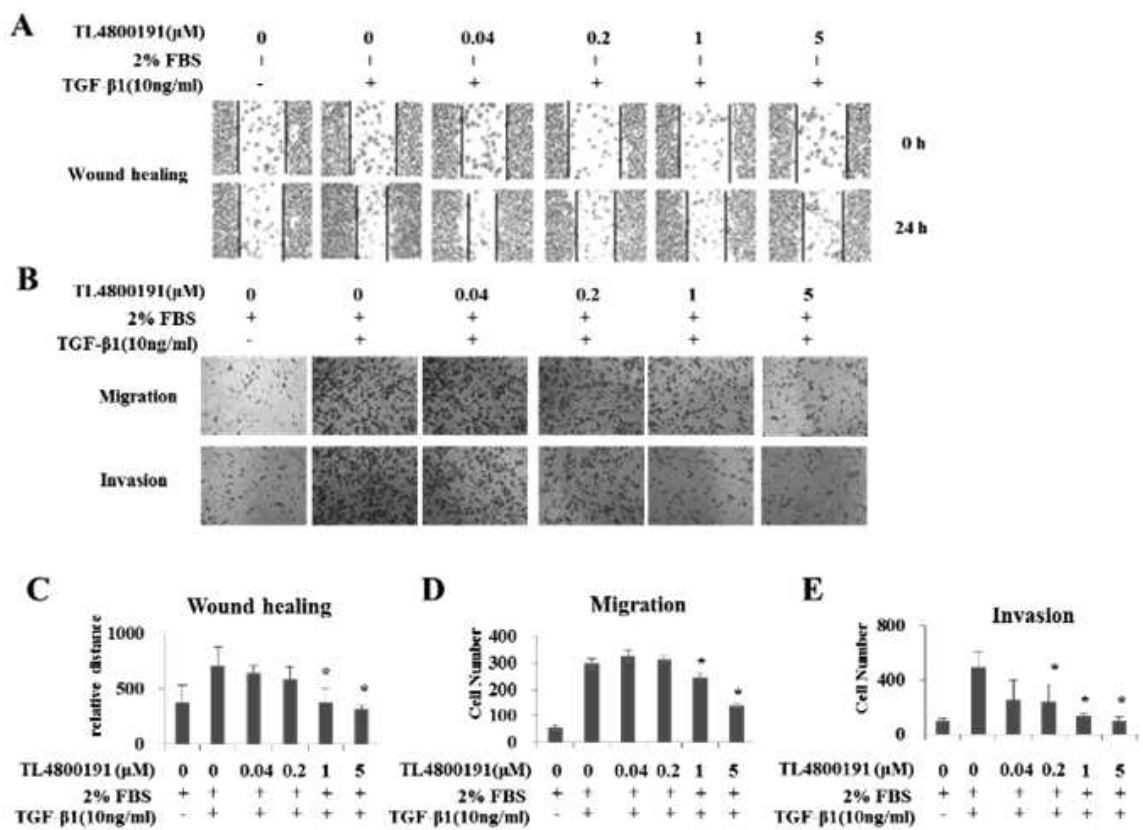 A
TL4800191(μM) 0 0 0.04 0.2 1 5
2% FBS
TGF-β1(10ng/ml) - + + + + +
0 h
Wound healing
24 h
B
TL4800191(μM) 0 0 0.04 0.2 1 5
2% FBS + + + + + +
TGF-β1(10ng/ml) - + + + + +
Migration
Invasion
C
Wound healing
relative distance
1000
500
0
* *
TL4800191 (μM) 0 0 0.04 0.2 1 5
2% FBS + + + + + +
TGF-β1(10ng/ml) - + + + + +
D
Migration
Cell Number
400
300
200
100
0
* *
TL4800191 (μM) 0 0 0.04 0.2 1 5
2% FBS + + + + + +
TGF-β1(10ng/ml) - + + + + +
E
Invasion
Cell Number
800
400
0
* * *
TL4800191 (μM) 0 0 0.04 0.2 1 5
2% FBS + + + + + +
TGF-β1(10ng/ml) - + + + + +